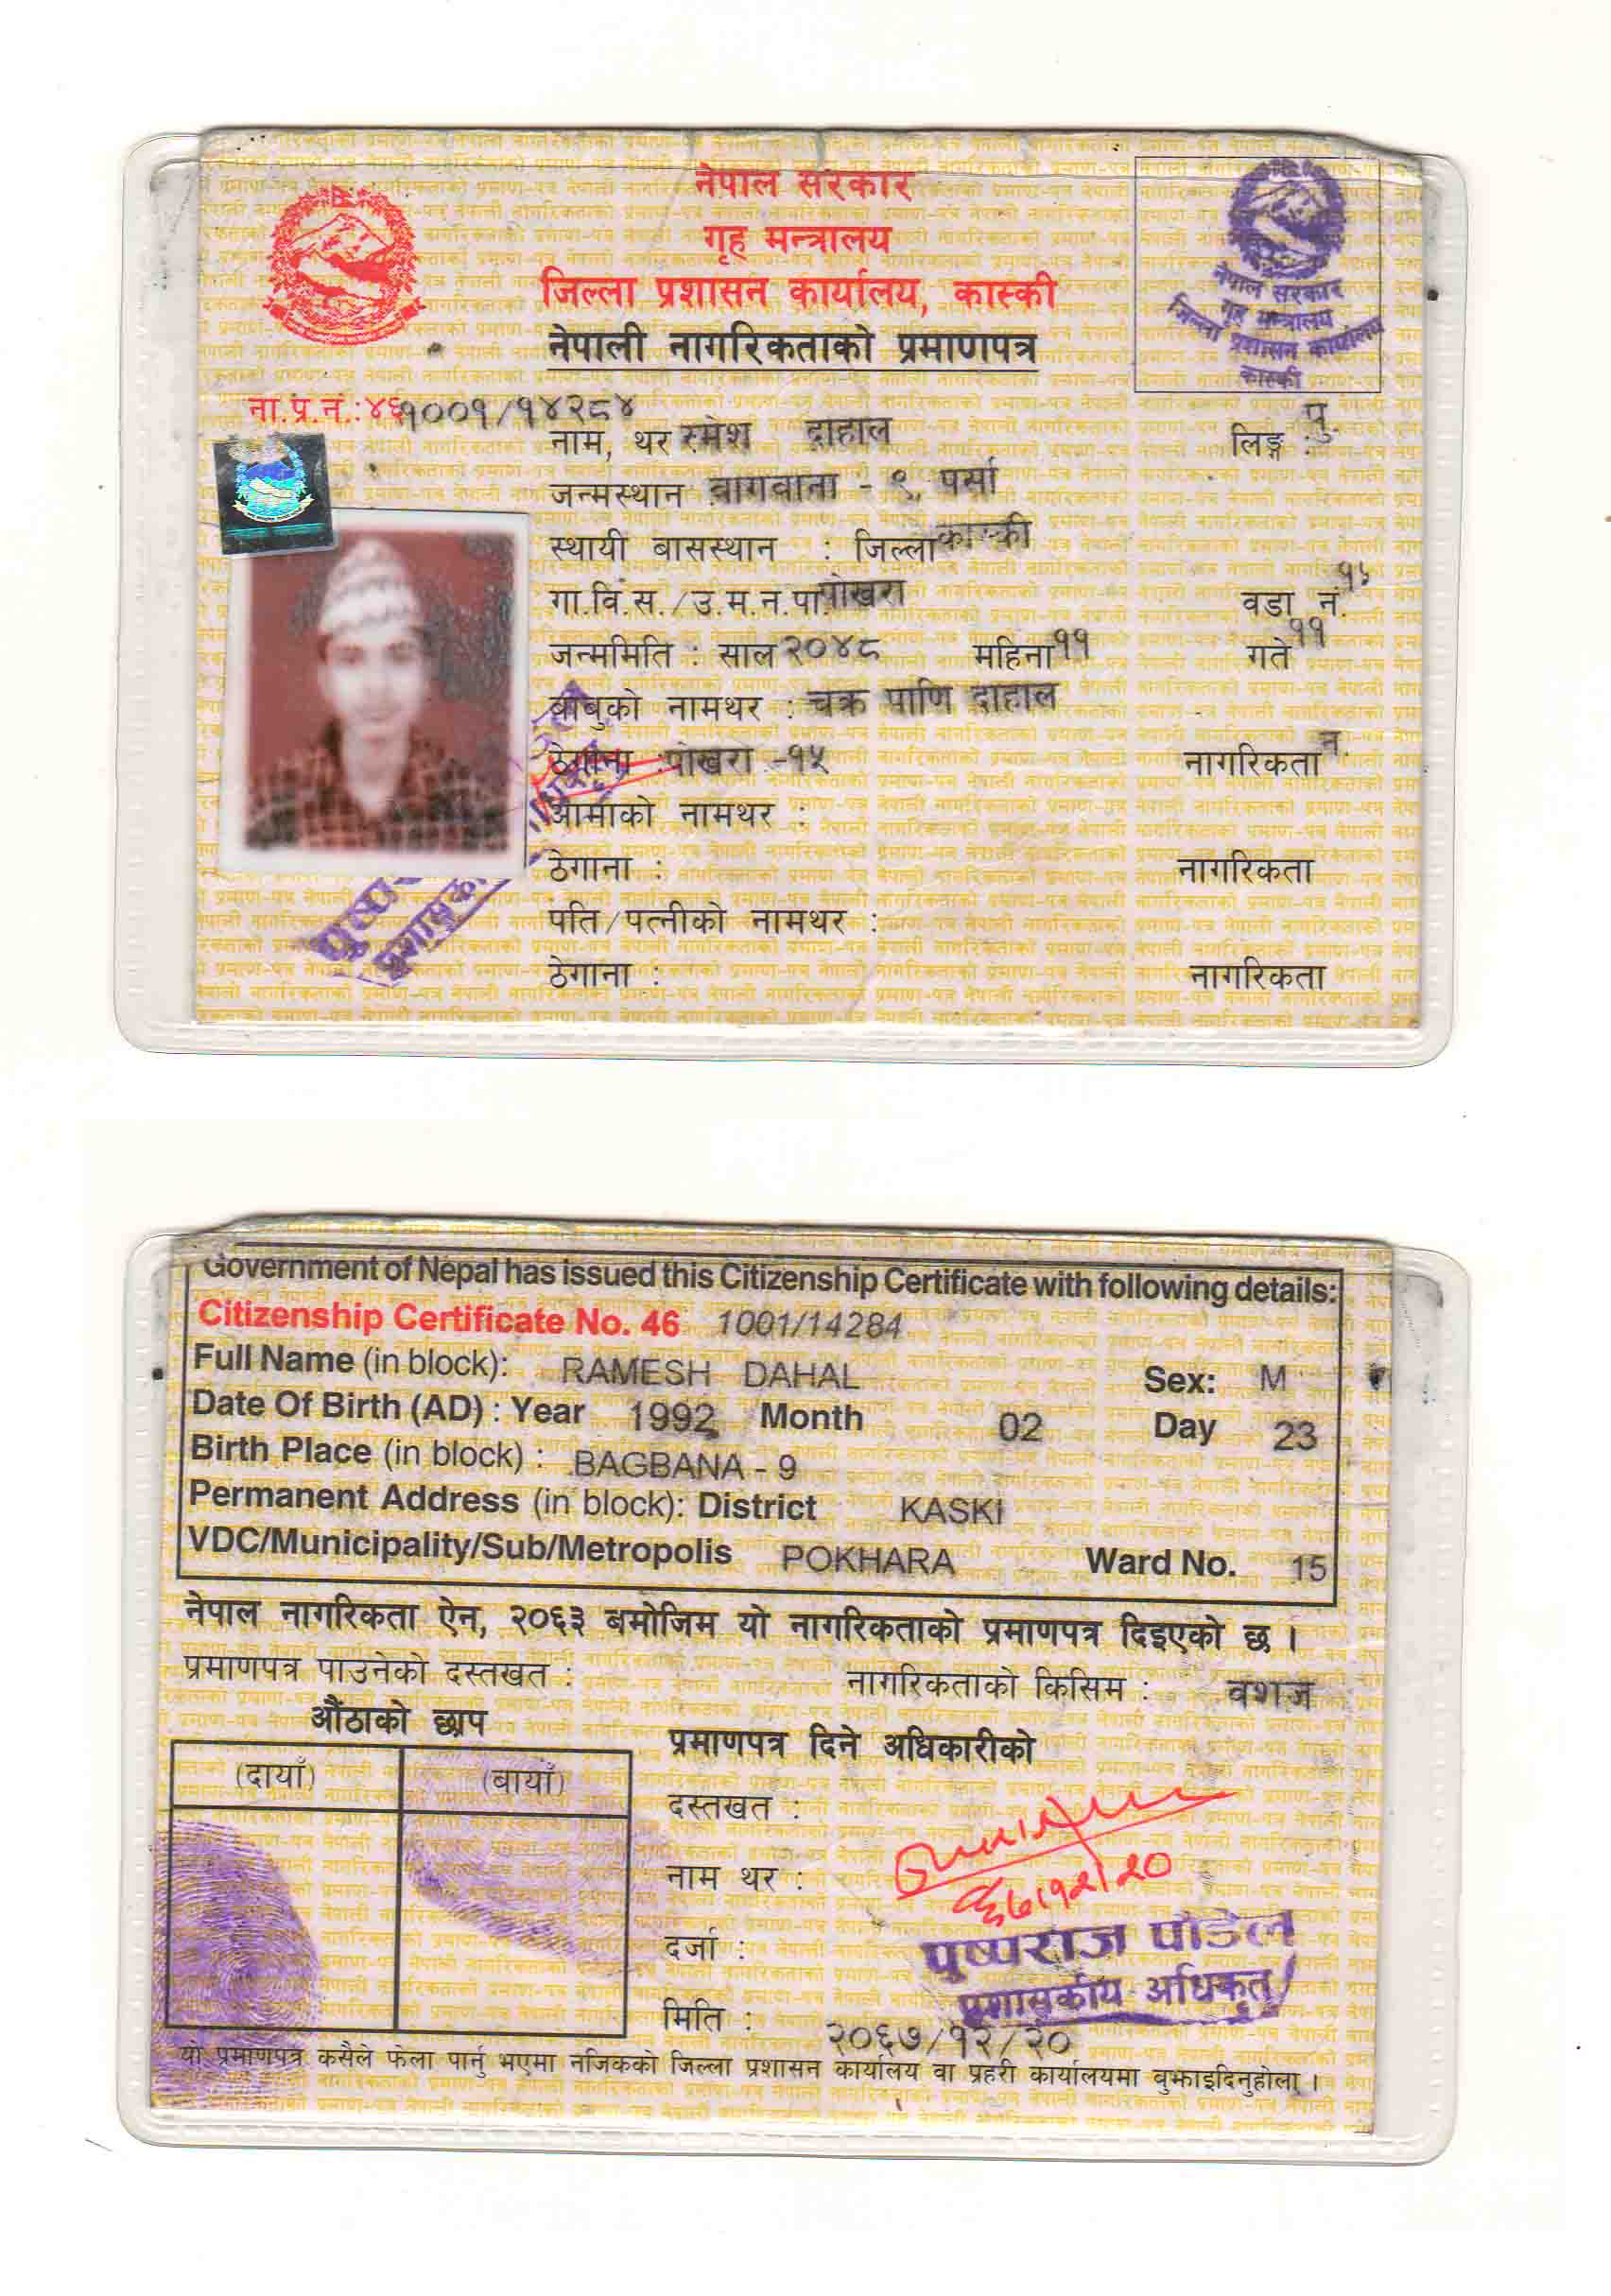 नेपाल सरकार
गृह मन्त्रालय
जिल्ला प्रशासन कार्यालय, कास्की
नेपाली नागरिकताको प्रमाणपत्र
नेपाल सरकार
गृह मन्त्रालय
जिल्ला प्रशासन कार्यालय
कास्की
ना.प्र.नं.:४६१००१/१४२८४
नाम, थर रमेश दाहाल लिङ्ग : पु.
जन्मस्थान बागवाना - ९, पर्सा
स्थायी बासस्थान : जिल्ला कास्की
गा.वि.स./उ.म.न.पा पोखरा वडा नं. १५
जन्ममिति : साल २०४८ महिना ११ गते ११
बाबुको नामथर : चक्र पाणि दाहाल
ठेगाना : पोखरा -१५ नागरिकता न.
आमाको नामथर :
ठेगाना : नागरिकता
पति/पत्नीको नामथर :
ठेगाना : नागरिकता
Government of Nepal has issued this Citizenship Certificate with following details:
Citizenship Certificate No. 46 1001/14284
Full Name (in block): RAMESH DAHAL Sex: M
Date Of Birth (AD) : Year 1992 Month 02 Day 23
Birth Place (in block) : BAGBANA - 9
Permanent Address (in block): District KASKI
VDC/Municipality/Sub/Metropolis POKHARA Ward No. 15
नेपाल नागरिकता ऐन, २०६३ बमोजिम यो नागरिकताको प्रमाणपत्र दिइएको छ ।
प्रमाणपत्र पाउनेको दस्तखत : नागरिकताको किसिम : वंशज
औंठाको छाप
(दायाँ) (बायाँ)
प्रमाणपत्र दिने अधिकारीको
दस्तखत :
नाम थर :
६७/१२/२०
पुष्पराज पौडेल
दर्जा : प्रशासकीय अधिकृत
मिति : २०६७/१२/२०
यो प्रमाणपत्र कसैले फेला पार्नु भएमा नजिकको जिल्ला प्रशासन कार्यालय वा प्रहरी कार्यालयमा बुझाइदिनुहोला ।